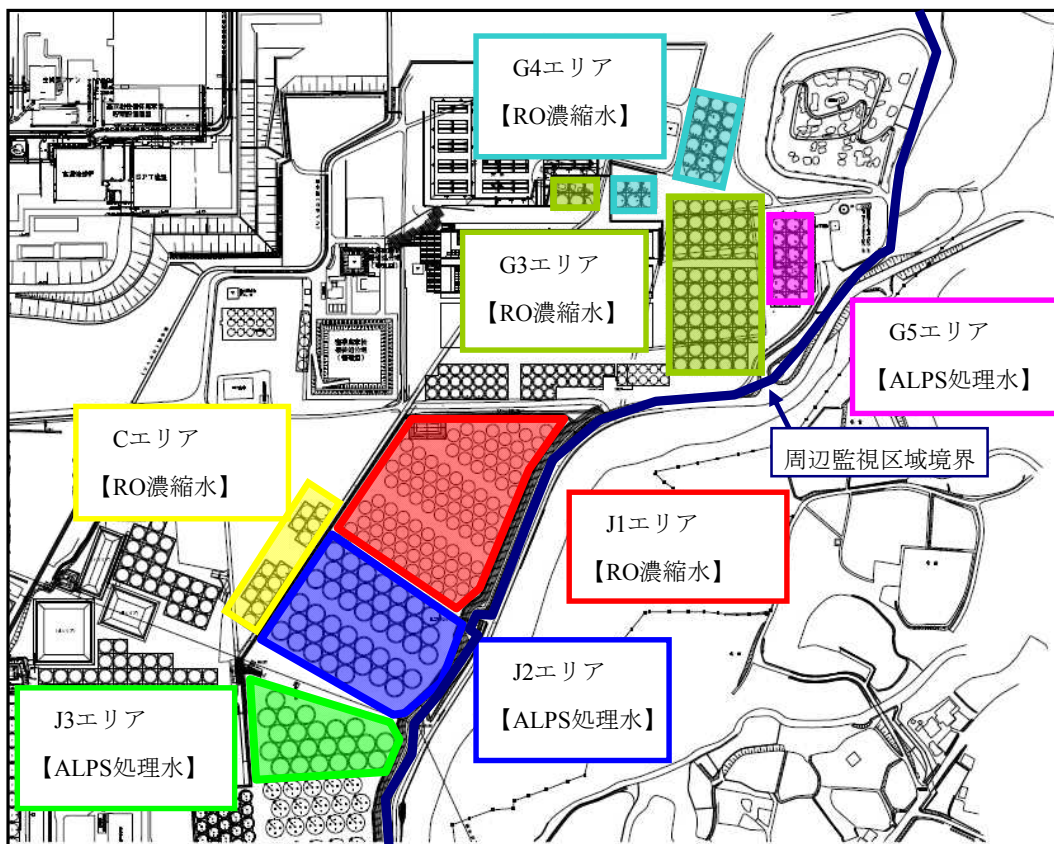 G4エリア
【RO濃縮水】
G3エリア
【RO濃縮水】
G5エリア
【ALPS処理水】
Cエリア
【RO濃縮水】
周辺監視区域境界
J1エリア
【RO濃縮水】
J2エリア
【ALPS処理水】
J3エリア
【ALPS処理水】